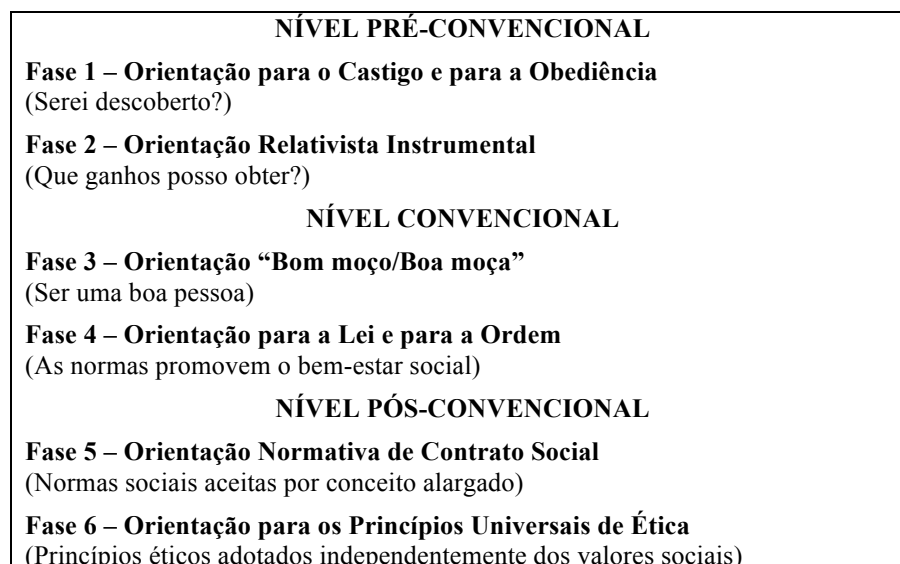 NÍVEL PRÉ-CONVENCIONAL
Fase 1 – Orientação para o Castigo e para a Obediência
(Serei descoberto?)
Fase 2 – Orientação Relativista Instrumental
(Que ganhos posso obter?)
NÍVEL CONVENCIONAL
Fase 3 – Orientação “Bom moço/Boa moça”
(Ser uma boa pessoa)
Fase 4 – Orientação para a Lei e para a Ordem
(As normas promovem o bem-estar social)
NÍVEL PÓS-CONVENCIONAL
Fase 5 – Orientação Normativa de Contrato Social
(Normas sociais aceitas por conceito alargado)
Fase 6 – Orientação para os Princípios Universais de Ética
(Princípios éticos adotados independentemente dos valores sociais)